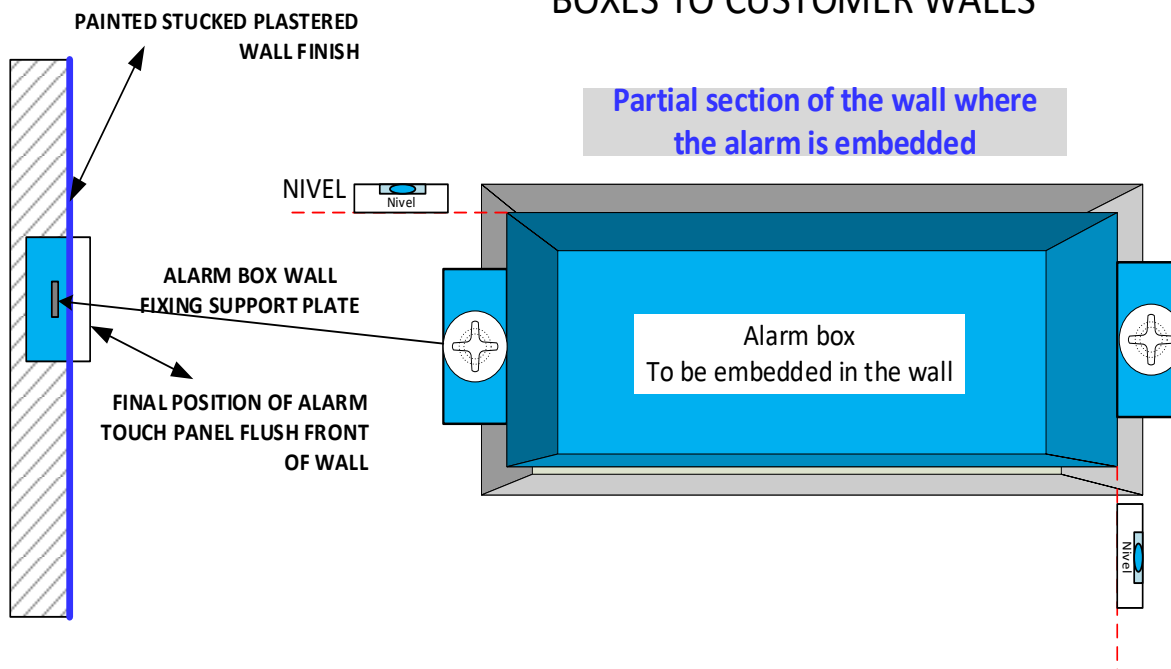 BOXES TO CUSTOMER WALLS
PAINTED STUCKED PLASTERED
WALL FINISH
Partial section of the wall where
the alarm is embedded
NIVEL
Nivel
ALARM BOX WALL
FIXING SUPPORT PLATE
Alarm box
To be embedded in the wall
FINAL POSITION OF ALARM
TOUCH PANEL FLUSH FRONT
OF WALL
Nivel